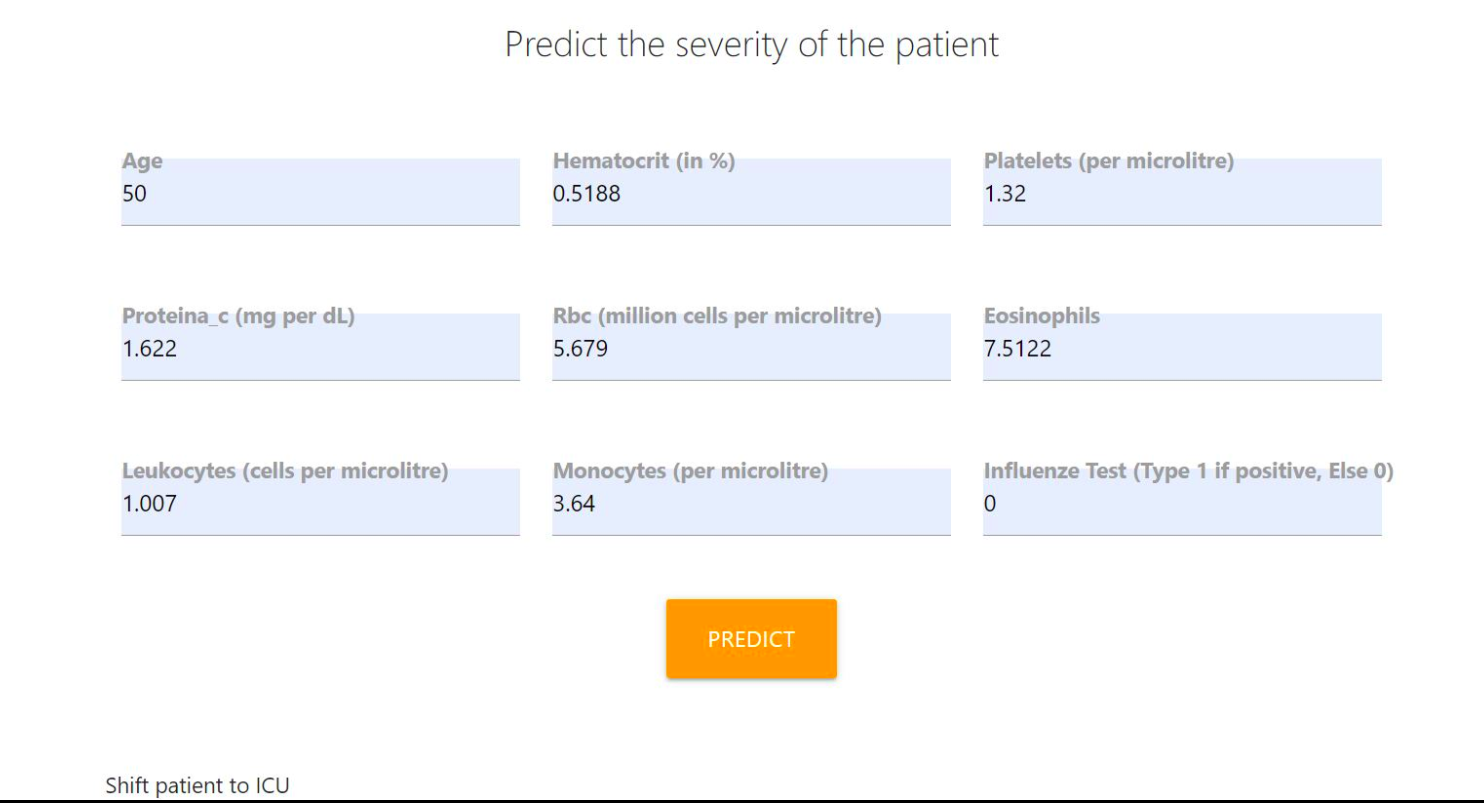 Predict the severity of the patient
Age
50
Hematocrit (in %)
0.5188
Platelets (per microlitre)
1.32
Proteina_c (mg per dL)
1.622
Rbc (million cells per microlitre)
5.679
Eosinophils
7.5122
Leukocytes (cells per microlitre)
1.007
Monocytes (per microlitre)
3.64
Influenze Test (Type 1 if positive, Else 0)
0
PREDICT
Shift patient to ICU